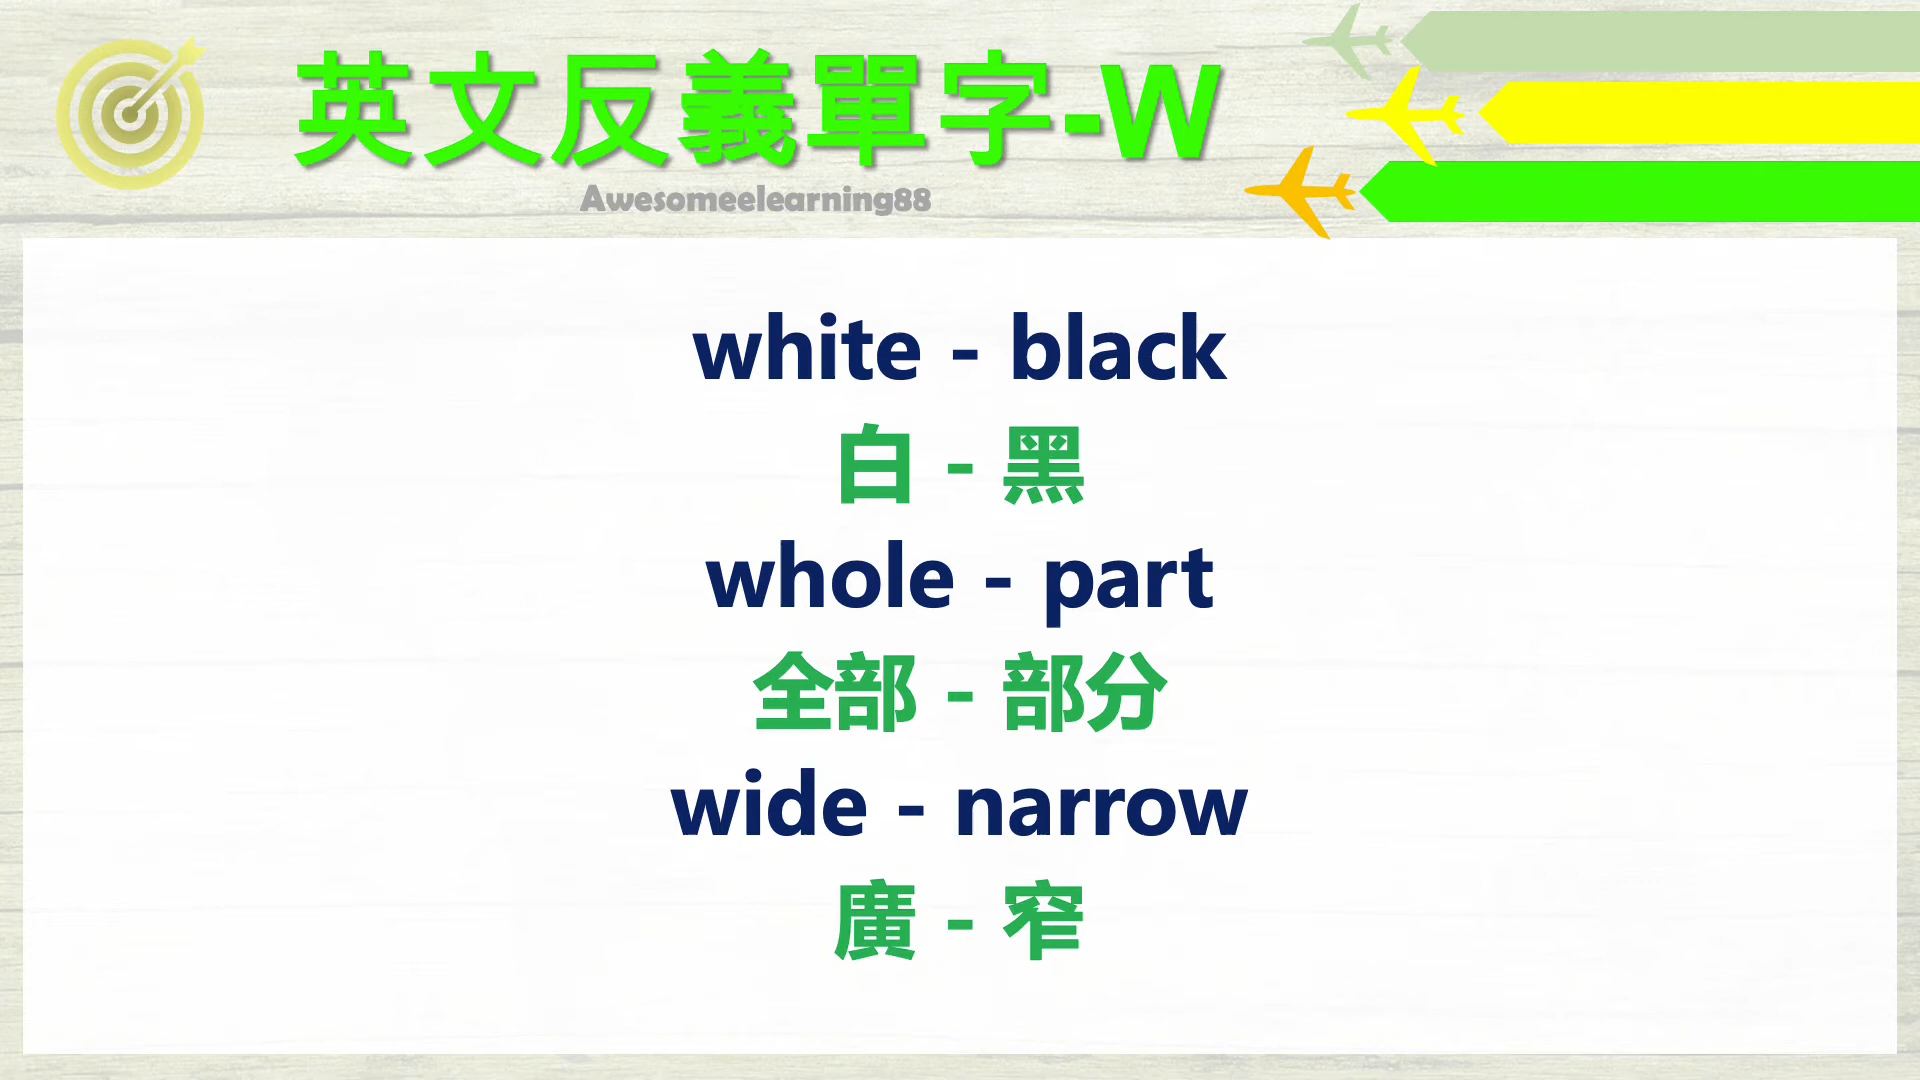 英文反義單字-W
Awesomeelearning88
white - black
白 - 黑
whole - part
全部 - 部分
wide - narrow
廣 - 窄